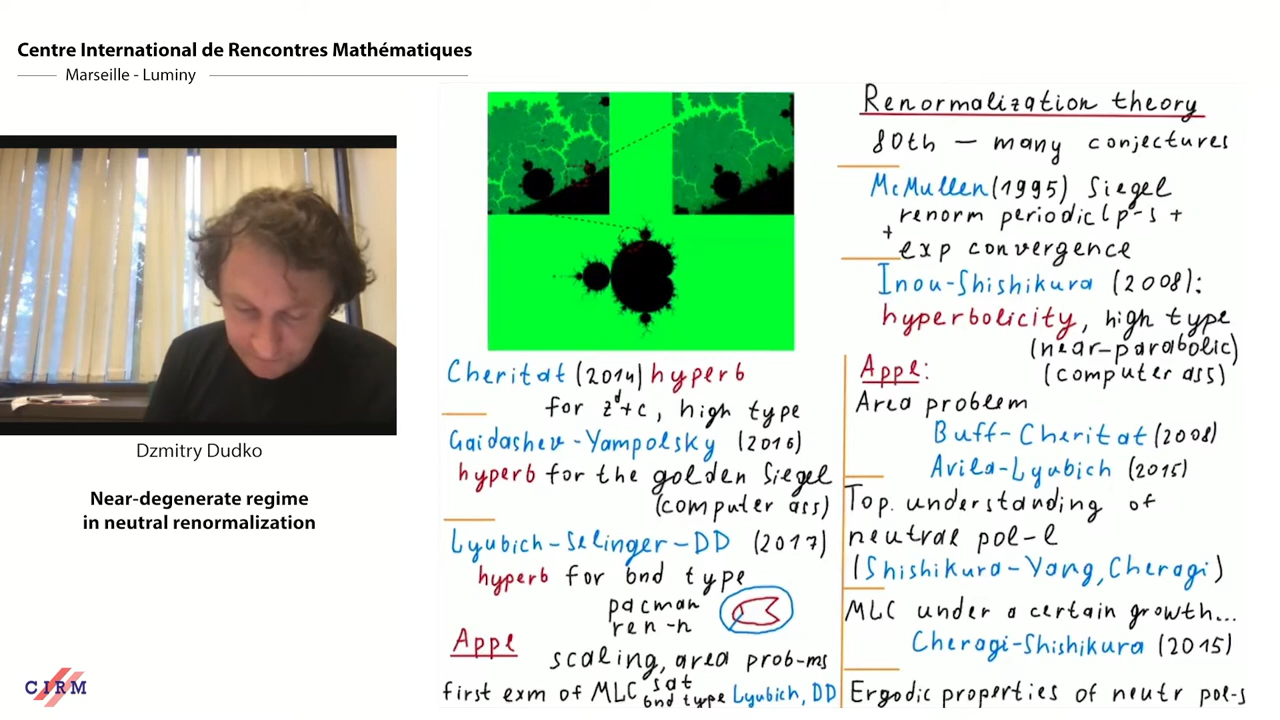 Centre International de Rencontres Mathématiques
Marseille - Luminy
Dzmitry Dudko
Near-degenerate regime
in neutral renormalization
CIRM
Cheritat (2014) hyperb
for z^d+c, high type
Gaidashev-Yampolsky (2016)
hyperb for the golden Siegel
(computer ass)
Lyubich-Selinger-DD (2017)
hyperb for bnd type
pacman
ren-n
Appl
scaling, area prob-ms
first exm of MLC sat
bnd type Lyubich, DD
Renormalization theory
80th — many conjectures
McMullen (1995) Siegel
renorm periodic (p-s +
+ exp convergence
Inou-Shishikura (2008):
hyperbolicity, high type
(near-parabolic)
(computer ass)
Appl:
Area problem
Buff-Cheritat (2008)
Avila-Lyubich (2015)
Top. understanding of
neutral pol-l
(Shishikura-Yang, Cheragi)
MLC under a certain growth...
Cheragi-Shishikura (2015)
Ergodic properties of neutr pol-s